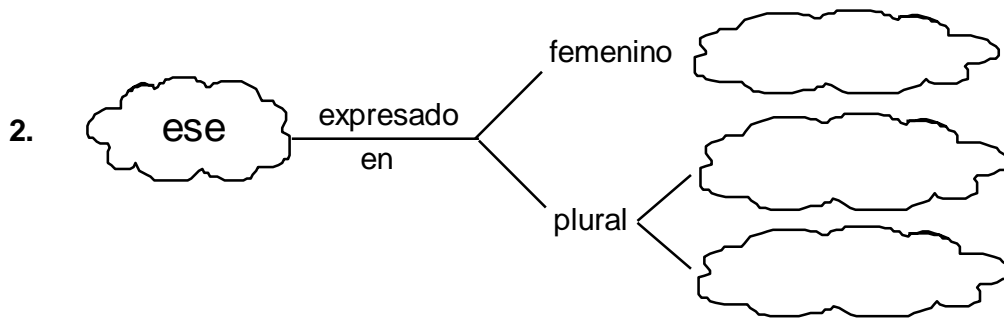 femenino
2.
ese
expresado
en
plural